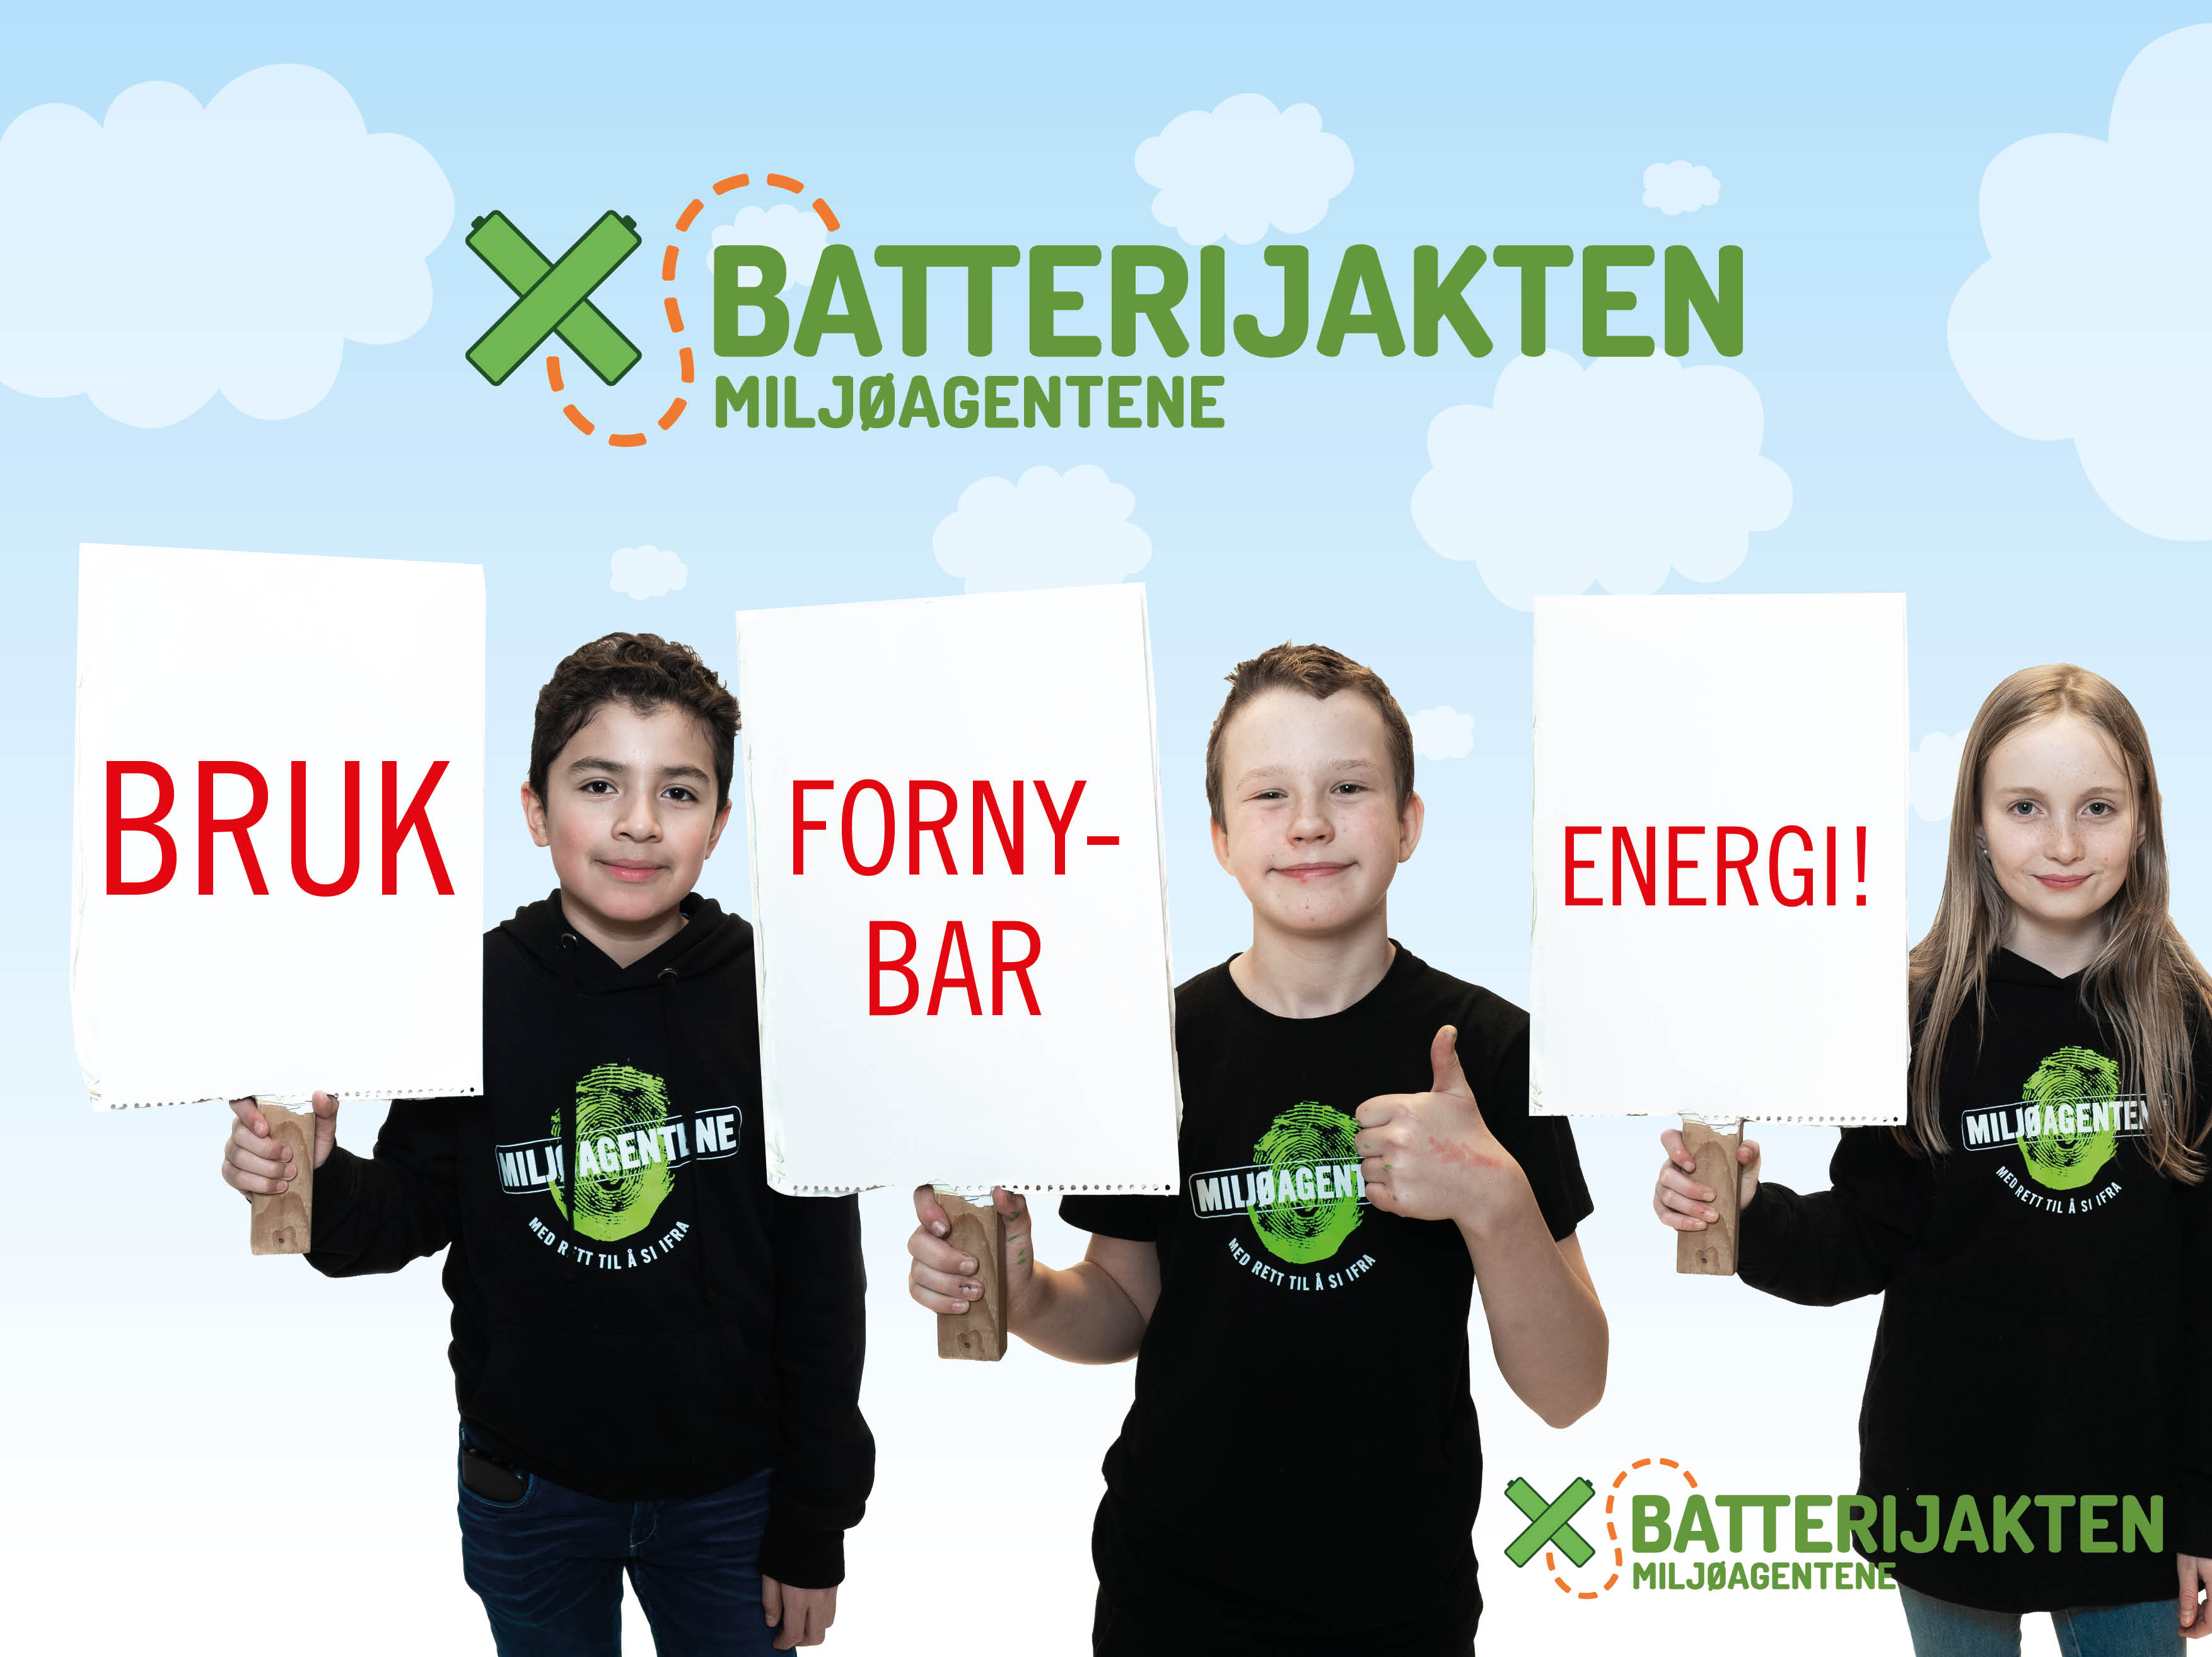 BATTERIJAKTEN
MILJØAGENTENE
BRUK
FORNY-
BAR
ENERGI!
MILJØAGENTENE
MED RETT TIL Å SI IFRA
MILJØAGENT
MED RETT TIL Å SI IFRA
MILJØAGENTEN
MED RETT TIL Å SI IFRA
BATTERIJAKTEN
MILJØAGENTENE